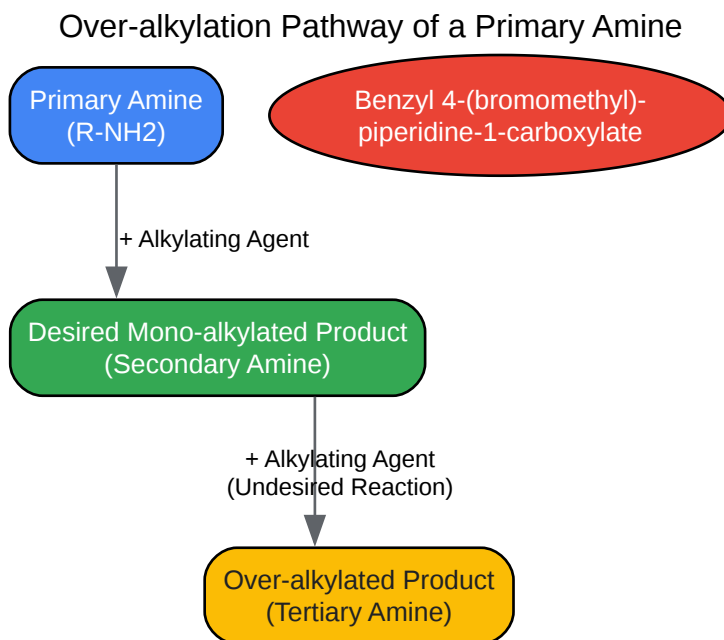 Over-alkylation Pathway of a Primary Amine
Primary Amine
(R-NH2)
Benzyl 4-(bromomethyl)-
piperidine-1-carboxylate
+ Alkylating Agent
Desired Mono-alkylated Product
(Secondary Amine)
+ Alkylating Agent
(Undesired Reaction)
Over-alkylated Product
(Tertiary Amine)